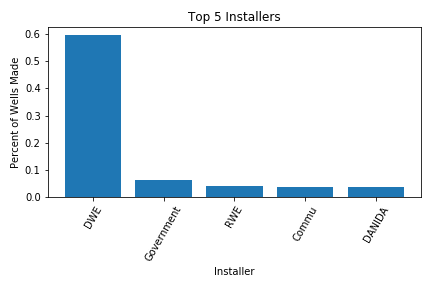 Top 5 Installers
Percent of Wells Made
0.6
0.5
0.4
0.3
0.2
0.1
0.0
DWE
Government
RWE
Commu
DANIDA
Installer